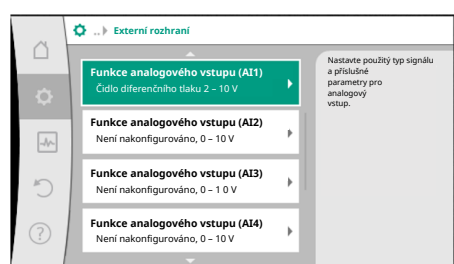 ..▶ Externí rozhraní
Funkce analogového vstupu (AI1)
Čidlo diferenčního tlaku 2 – 10 V
Funkce analogového vstupu (AI2)
Není nakonfigurováno, 0 – 10 V
Funkce analogového vstupu (AI3)
Není nakonfigurováno, 0 – 1 0 V
Funkce analogového vstupu (AI4)
Není nakonfigurováno, 0 – 10 V
Nastavte použitý typ signálu
a příslušné
parametry pro
analogový
vstup.
?